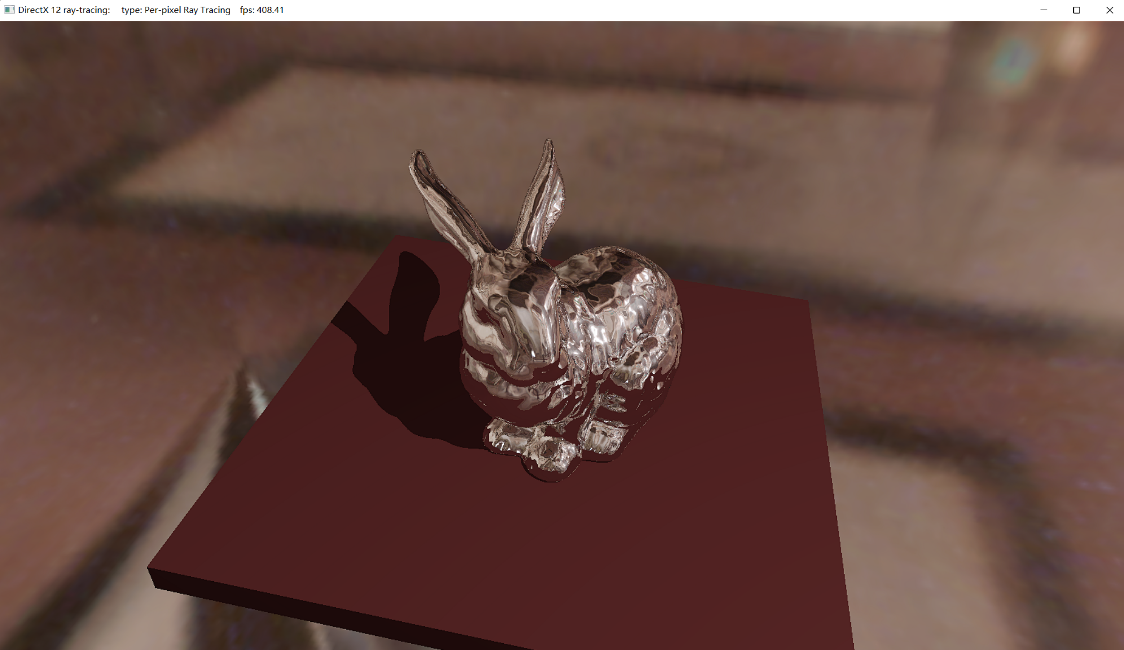 DirectX 12 ray-tracing: type: Per-pixel Ray Tracing fps: 408.41